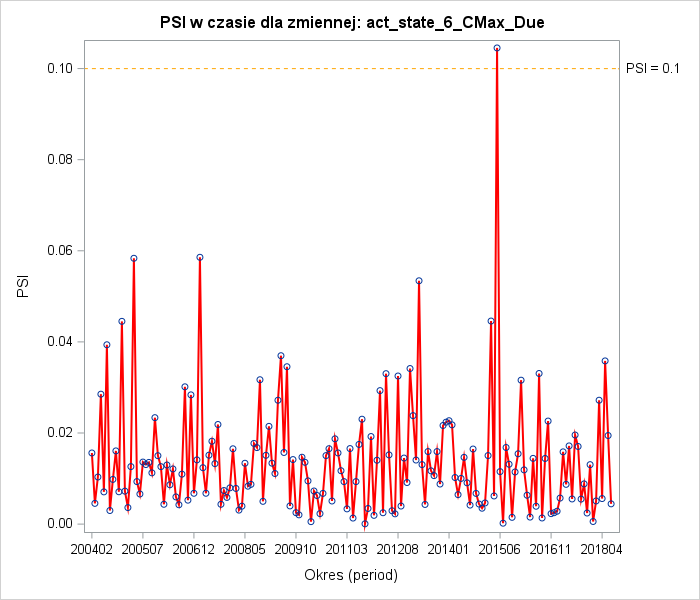 PSI w czasie dla zmiennej: act_state_6_CMax_Due
0.10
PSI = 0.1
0.08
0.06
PSI
0.04
0.02
0.00
200402 200507 200612 200805 200910 201103 201208 201401 201506 201611 201804
Okres (period)